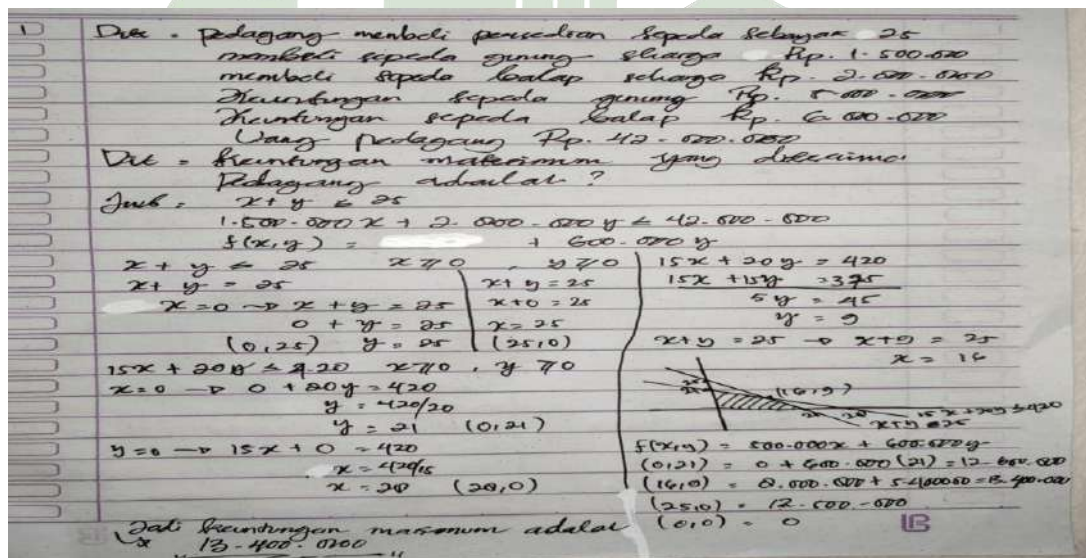 1
Dik = pedagang membeli persediaan sepeda sebanyak 25
membeli sepeda gunung seharga Rp. 1.500.000
membeli sepeda balap seharga Rp. 2.000.000
Keuntungan sepeda gunung Rp. 5.000.000
Keuntungan sepeda balap Rp. 6.000.000
Uang pedagang Rp. 42.000.000
Dit = keuntungan maksimum yang diterima
Pedagang adalah ?
Jwb = x + y ≤ 25
1.500.000 x + 2.000.000 y ≤ 42.000.000
f(x,y) = + 600.000 y
x + y ≤ 25 x ≥ 0 , y ≥ 0
x + y = 25
x = 0 → x + y = 25
0 + y = 25
(0,25) y = 25
x + y = 25
x + 0 = 25
x = 25
(25,0)
15x + 20y ≤ 420 x ≥ 0 , y ≥ 0
x = 0 → 0 + 20y = 420
y = 420/20
y = 21 (0,21)
y = 0 → 15x + 0 = 420
x = 420/15
x = 28 (28,0)
Jadi keuntungan maksimum adalah
13.400.000
15x + 20y = 420
15x + 15y = 375
5y = 45
y = 9
x + y = 25 → x + 9 = 25
x = 16
25
21
(16,9)
15x + 20y ≤ 420
x + y = 25
f(x,y) = 500.000x + 600.000y
(0,21) = 0 + 600.000 (21) = 12.600.000
(16,9) = 8.000.000 + 5.400000 = 13.400.000
(25,0) = 12.500.000
(0,0) = 0